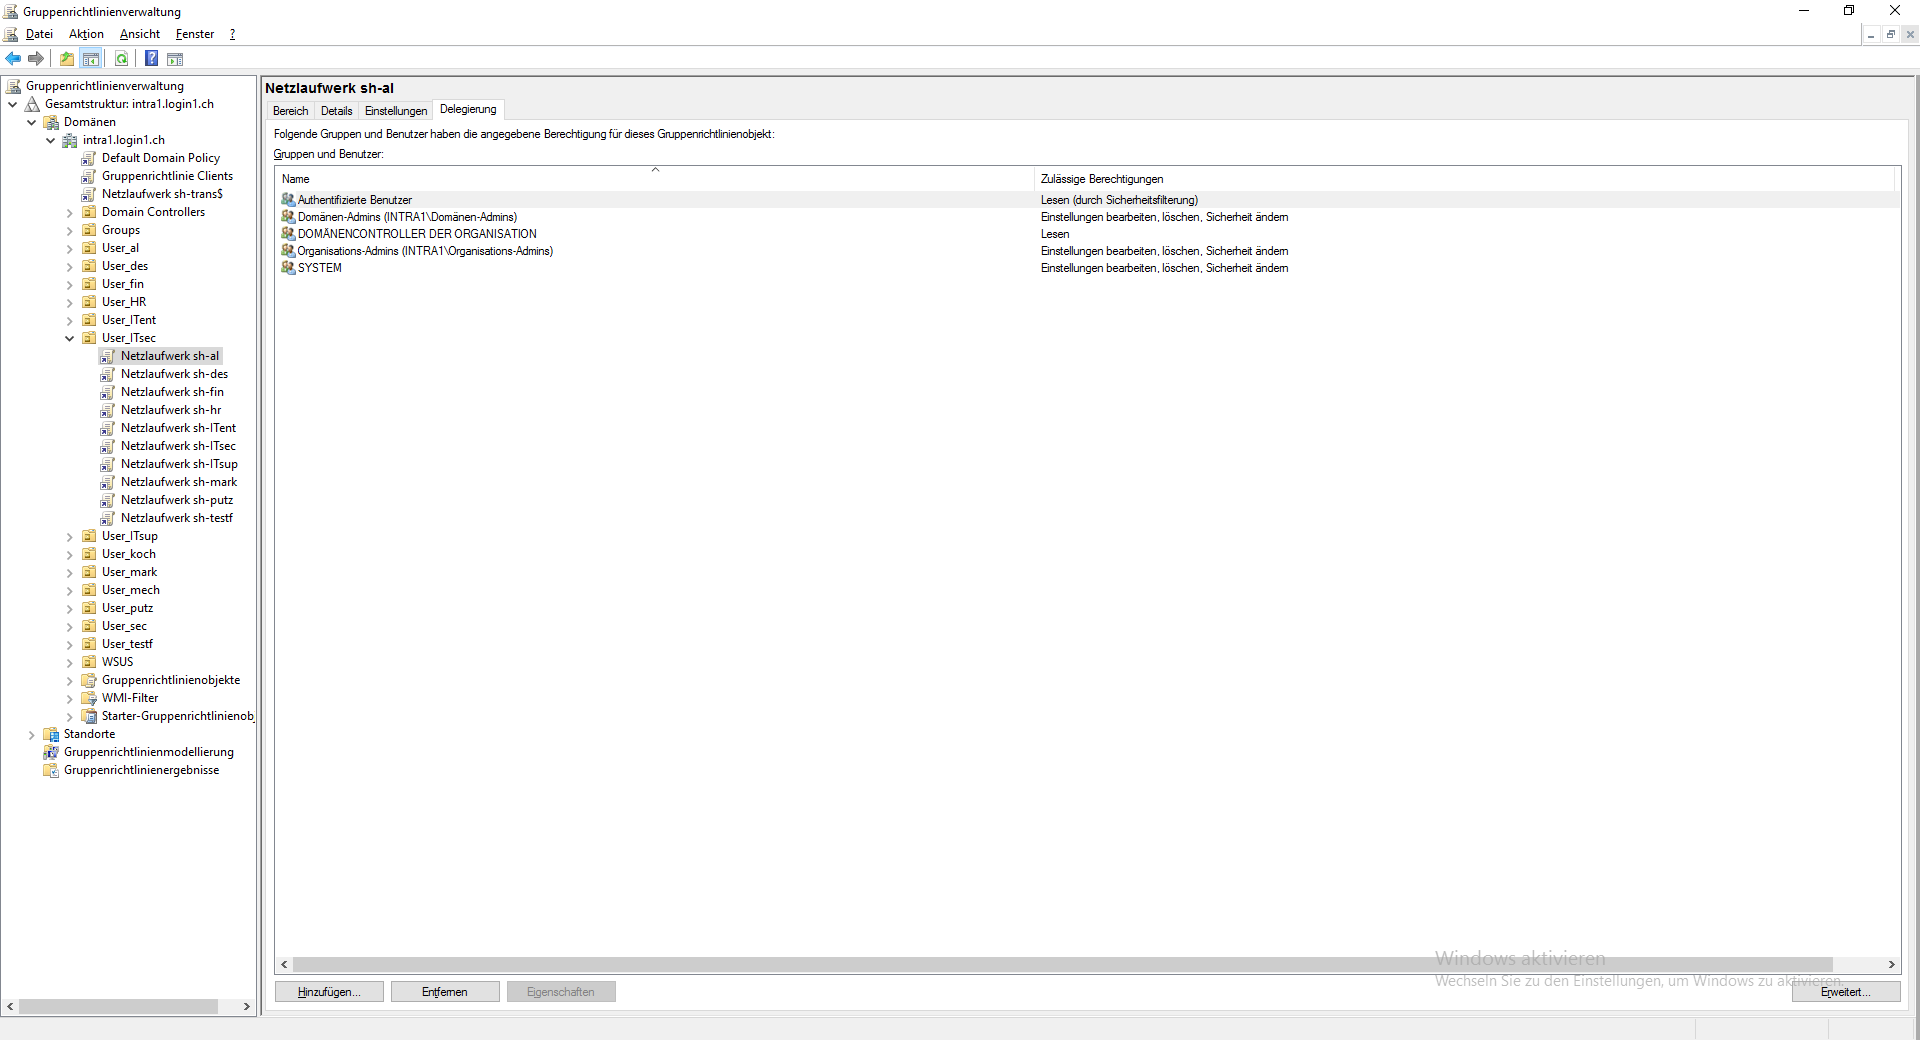 Gruppenrichtlinienverwaltung
Datei Aktion Ansicht Fenster ?
Gruppenrichtlinienverwaltung
Gesamtstruktur: intra1.login1.ch
Domänen
intra1.login1.ch
Default Domain Policy
Gruppenrichtlinie Clients
Netzlaufwerk sh-trans$
Domain Controllers
Groups
User_al
User_des
User_fin
User_HR
User_ITent
User_ITsec
Netzlaufwerk sh-al
Netzlaufwerk sh-des
Netzlaufwerk sh-fin
Netzlaufwerk sh-hr
Netzlaufwerk sh-ITent
Netzlaufwerk sh-ITsec
Netzlaufwerk sh-ITsup
Netzlaufwerk sh-mark
Netzlaufwerk sh-putz
Netzlaufwerk sh-testf
User_ITsup
User_koch
User_mark
User_mech
User_putz
User_sec
User_testf
WSUS
Gruppenrichtlinienobjekte
WMI-Filter
Starter-Gruppenrichtlinienobj
Standorte
Gruppenrichtlinienmodellierung
Gruppenrichtlinienergebnisse
Netzlaufwerk sh-al
Bereich Details Einstellungen Delegierung
Folgende Gruppen und Benutzer haben die angegebene Berechtigung für dieses Gruppenrichtlinienobjekt:
Gruppen und Benutzer:
Name Zulässige Berechtigungen
Authentifizierte Benutzer Lesen (durch Sicherheitsfilterung)
Domänen-Admins (INTRA1\Domänen-Admins) Einstellungen bearbeiten, löschen, Sicherheit ändern
DOMÄNENCONTROLLER DER ORGANISATION Lesen
Organisations-Admins (INTRA1\Organisations-Admins) Einstellungen bearbeiten, löschen, Sicherheit ändern
SYSTEM Einstellungen bearbeiten, löschen, Sicherheit ändern
Windows aktivieren
Wechseln Sie zu den Einstellungen, um Windows zu aktivieren.
Hinzufügen... Entfernen Eigenschaften Erweitert...